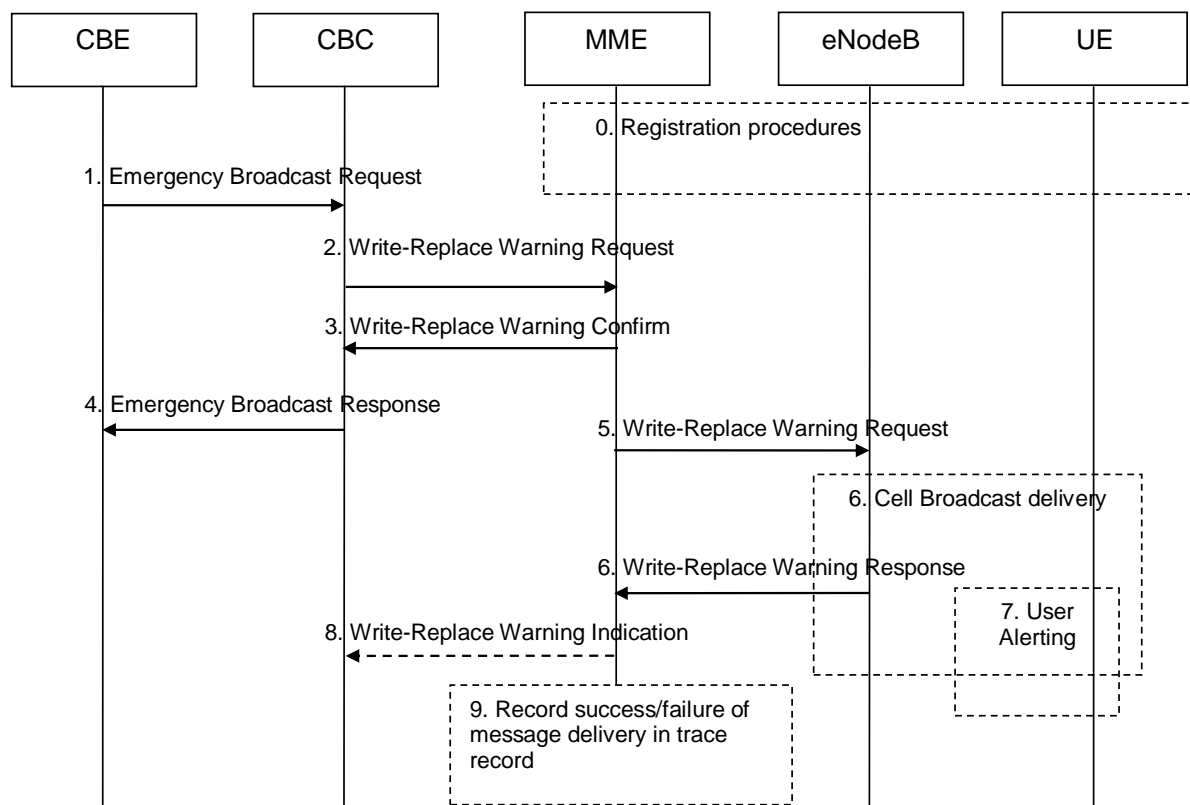 CBE
CBC
MME
eNodeB
UE
0. Registration procedures
1. Emergency Broadcast Request
2. Write-Replace Warning Request
3. Write-Replace Warning Confirm
4. Emergency Broadcast Response
5. Write-Replace Warning Request
6. Cell Broadcast delivery
6. Write-Replace Warning Response
7. User
Alerting
8. Write-Replace Warning Indication
9. Record success/failure of
message delivery in trace
record